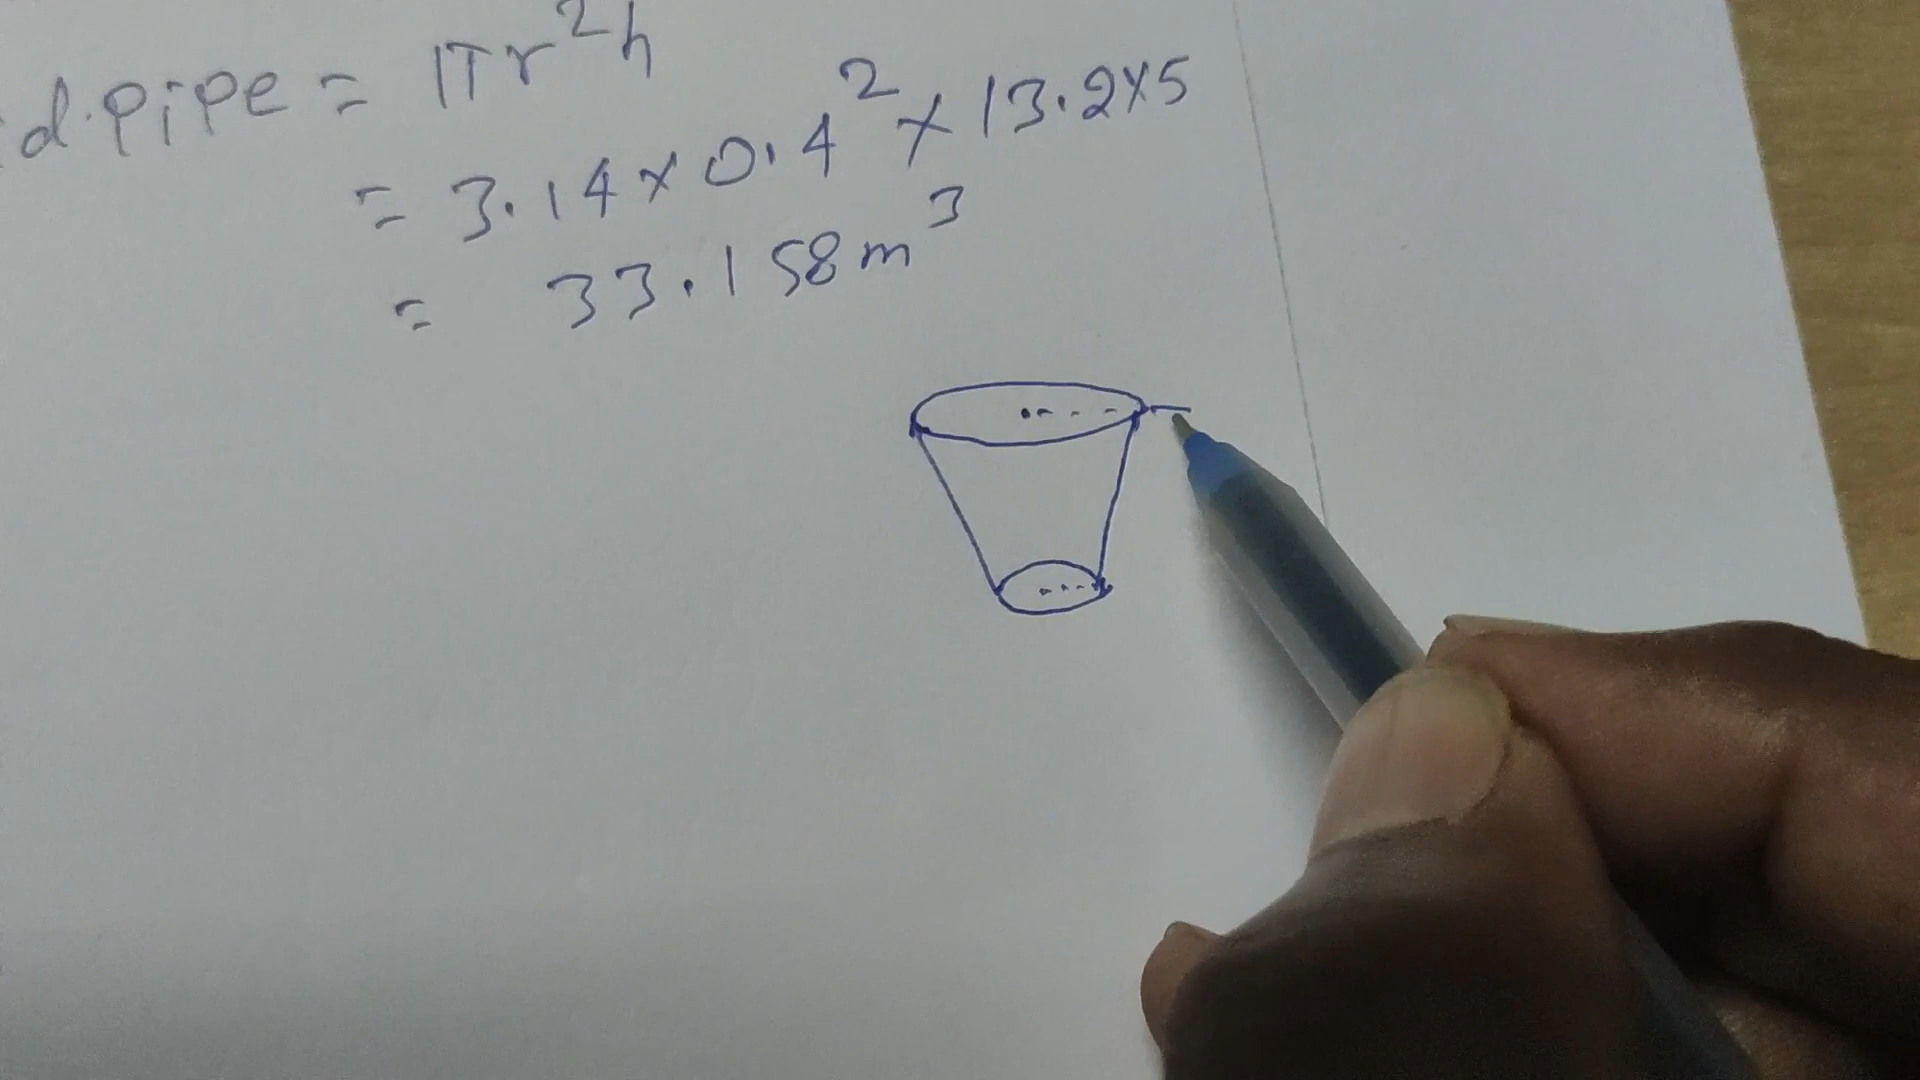 d. Pipe = πr²h
= 3.14 × 0.4² × 13.2×5
= 33.158 m³